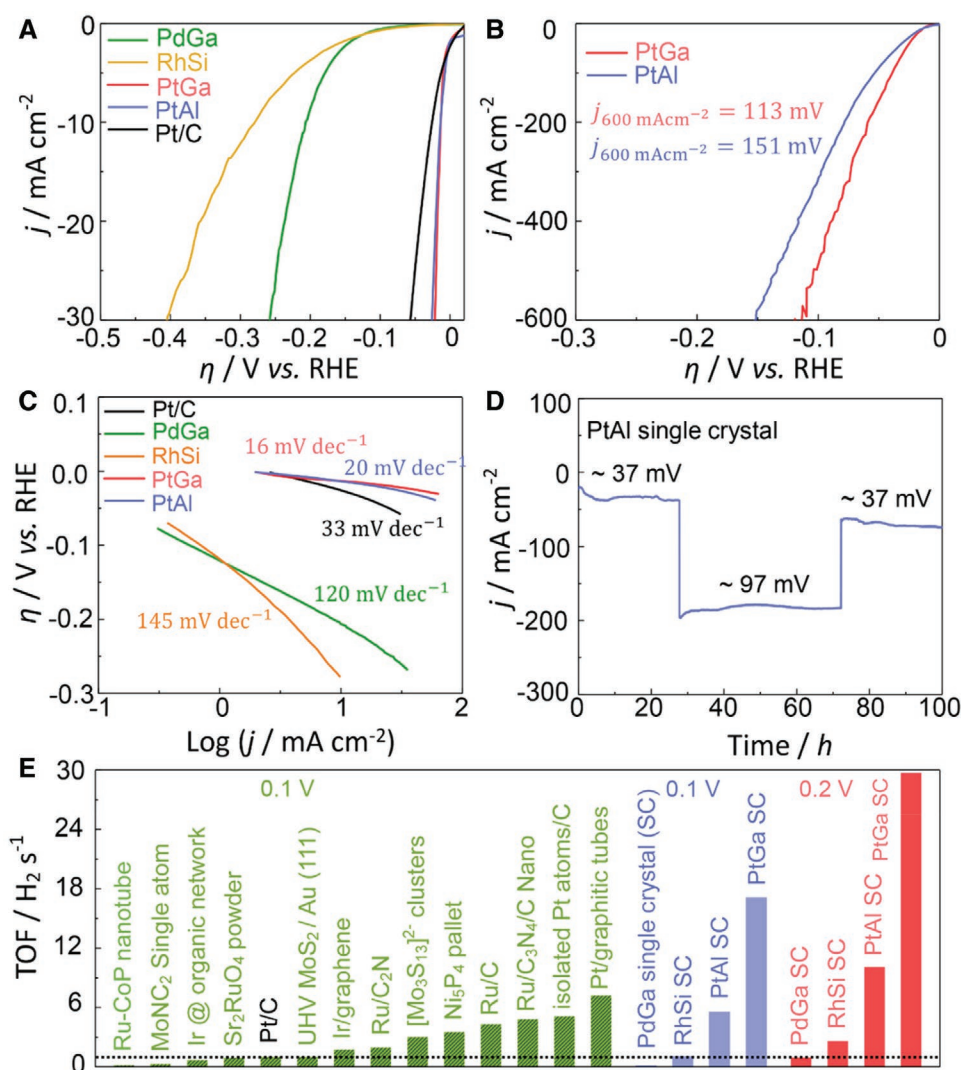 A
PdGa
RhSi
PtGa
PtAl
Pt/C
0
-10
-20
-30
j / mA cm⁻²
-0.5
-0.4
-0.3
-0.2
-0.1
0
η / V vs. RHE
B
PtGa
PtAl
j₆₀₀ mAcm⁻² = 113 mV
j₆₀₀ mAcm⁻² = 151 mV
0
-200
-400
-600
j / mA cm⁻²
-0.3
-0.2
-0.1
0
η / V vs. RHE
C
Pt/C
PdGa
RhSi
PtGa
PtAl
16 mV dec⁻¹
20 mV dec⁻¹
33 mV dec⁻¹
120 mV dec⁻¹
145 mV dec⁻¹
0.1
0.0
-0.1
-0.2
-0.3
η / V vs. RHE
-1
0
1
2
Log (j / mA cm⁻²)
D
PtAl single crystal
~ 37 mV
~ 97 mV
~ 37 mV
100
0
-100
-200
-300
j / mA cm⁻²
0
20
40
60
80
100
Time / h
E
30
24
18
12
6
0
TOF / H₂ s⁻¹
0.1 V
0.1 V
0.2 V
Ru-CoP nanotube
MoNC₂ Single atom
Ir @ organic network
Sr₂RuO₄ powder
Pt/C
UHV MoS₂ / Au (111)
Ir/graphene
Ru/C₂N
[Mo₃S₁₃]²⁻ clusters
Ni₅P₄ pallet
Ru/C
Ru/C₃N₄/C Nano
isolated Pt atoms/C
Pt/graphitic tubes
PdGa single crystal (SC)
RhSi SC
PtAl SC
PtGa SC
PdGa SC
RhSi SC
PtAl SC
PtGa SC